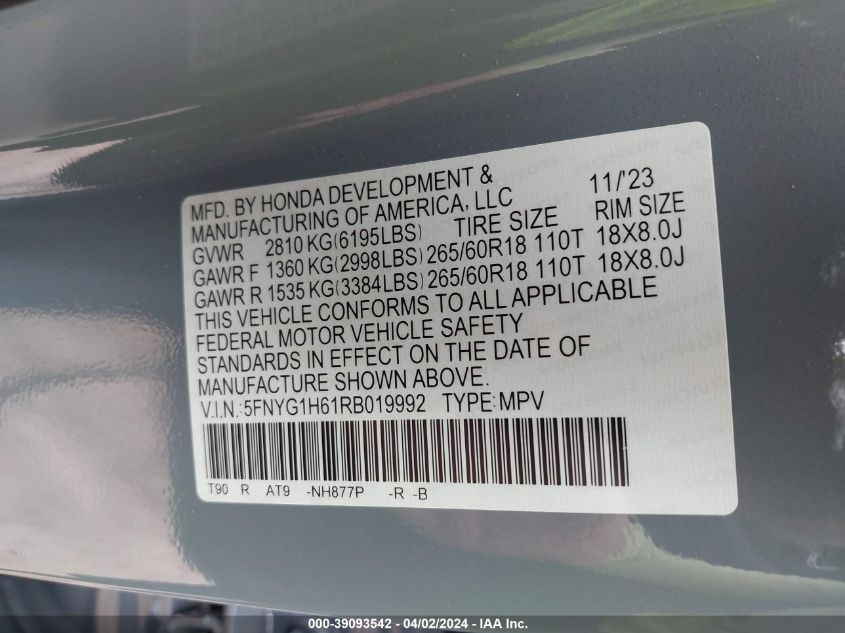 MFD. BY HONDA DEVELOPMENT & 11/'23
MANUFACTURING OF AMERICA, LLC
GVWR 2810 KG(6195LBS) TIRE SIZE RIM SIZE
GAWR F 1360 KG(2998LBS) 265/60R18 110T 18X8.0J
GAWR R 1535 KG(3384LBS) 265/60R18 110T 18X8.0J
THIS VEHICLE CONFORMS TO ALL APPLICABLE
FEDERAL MOTOR VEHICLE SAFETY
STANDARDS IN EFFECT ON THE DATE OF
MANUFACTURE SHOWN ABOVE.
V.I.N.:5FNYG1H61RB019992 TYPE:MPV
T90 R AT9 -NH877P -R -B
000-39093542 - 04/02/2024 - IAA Inc.